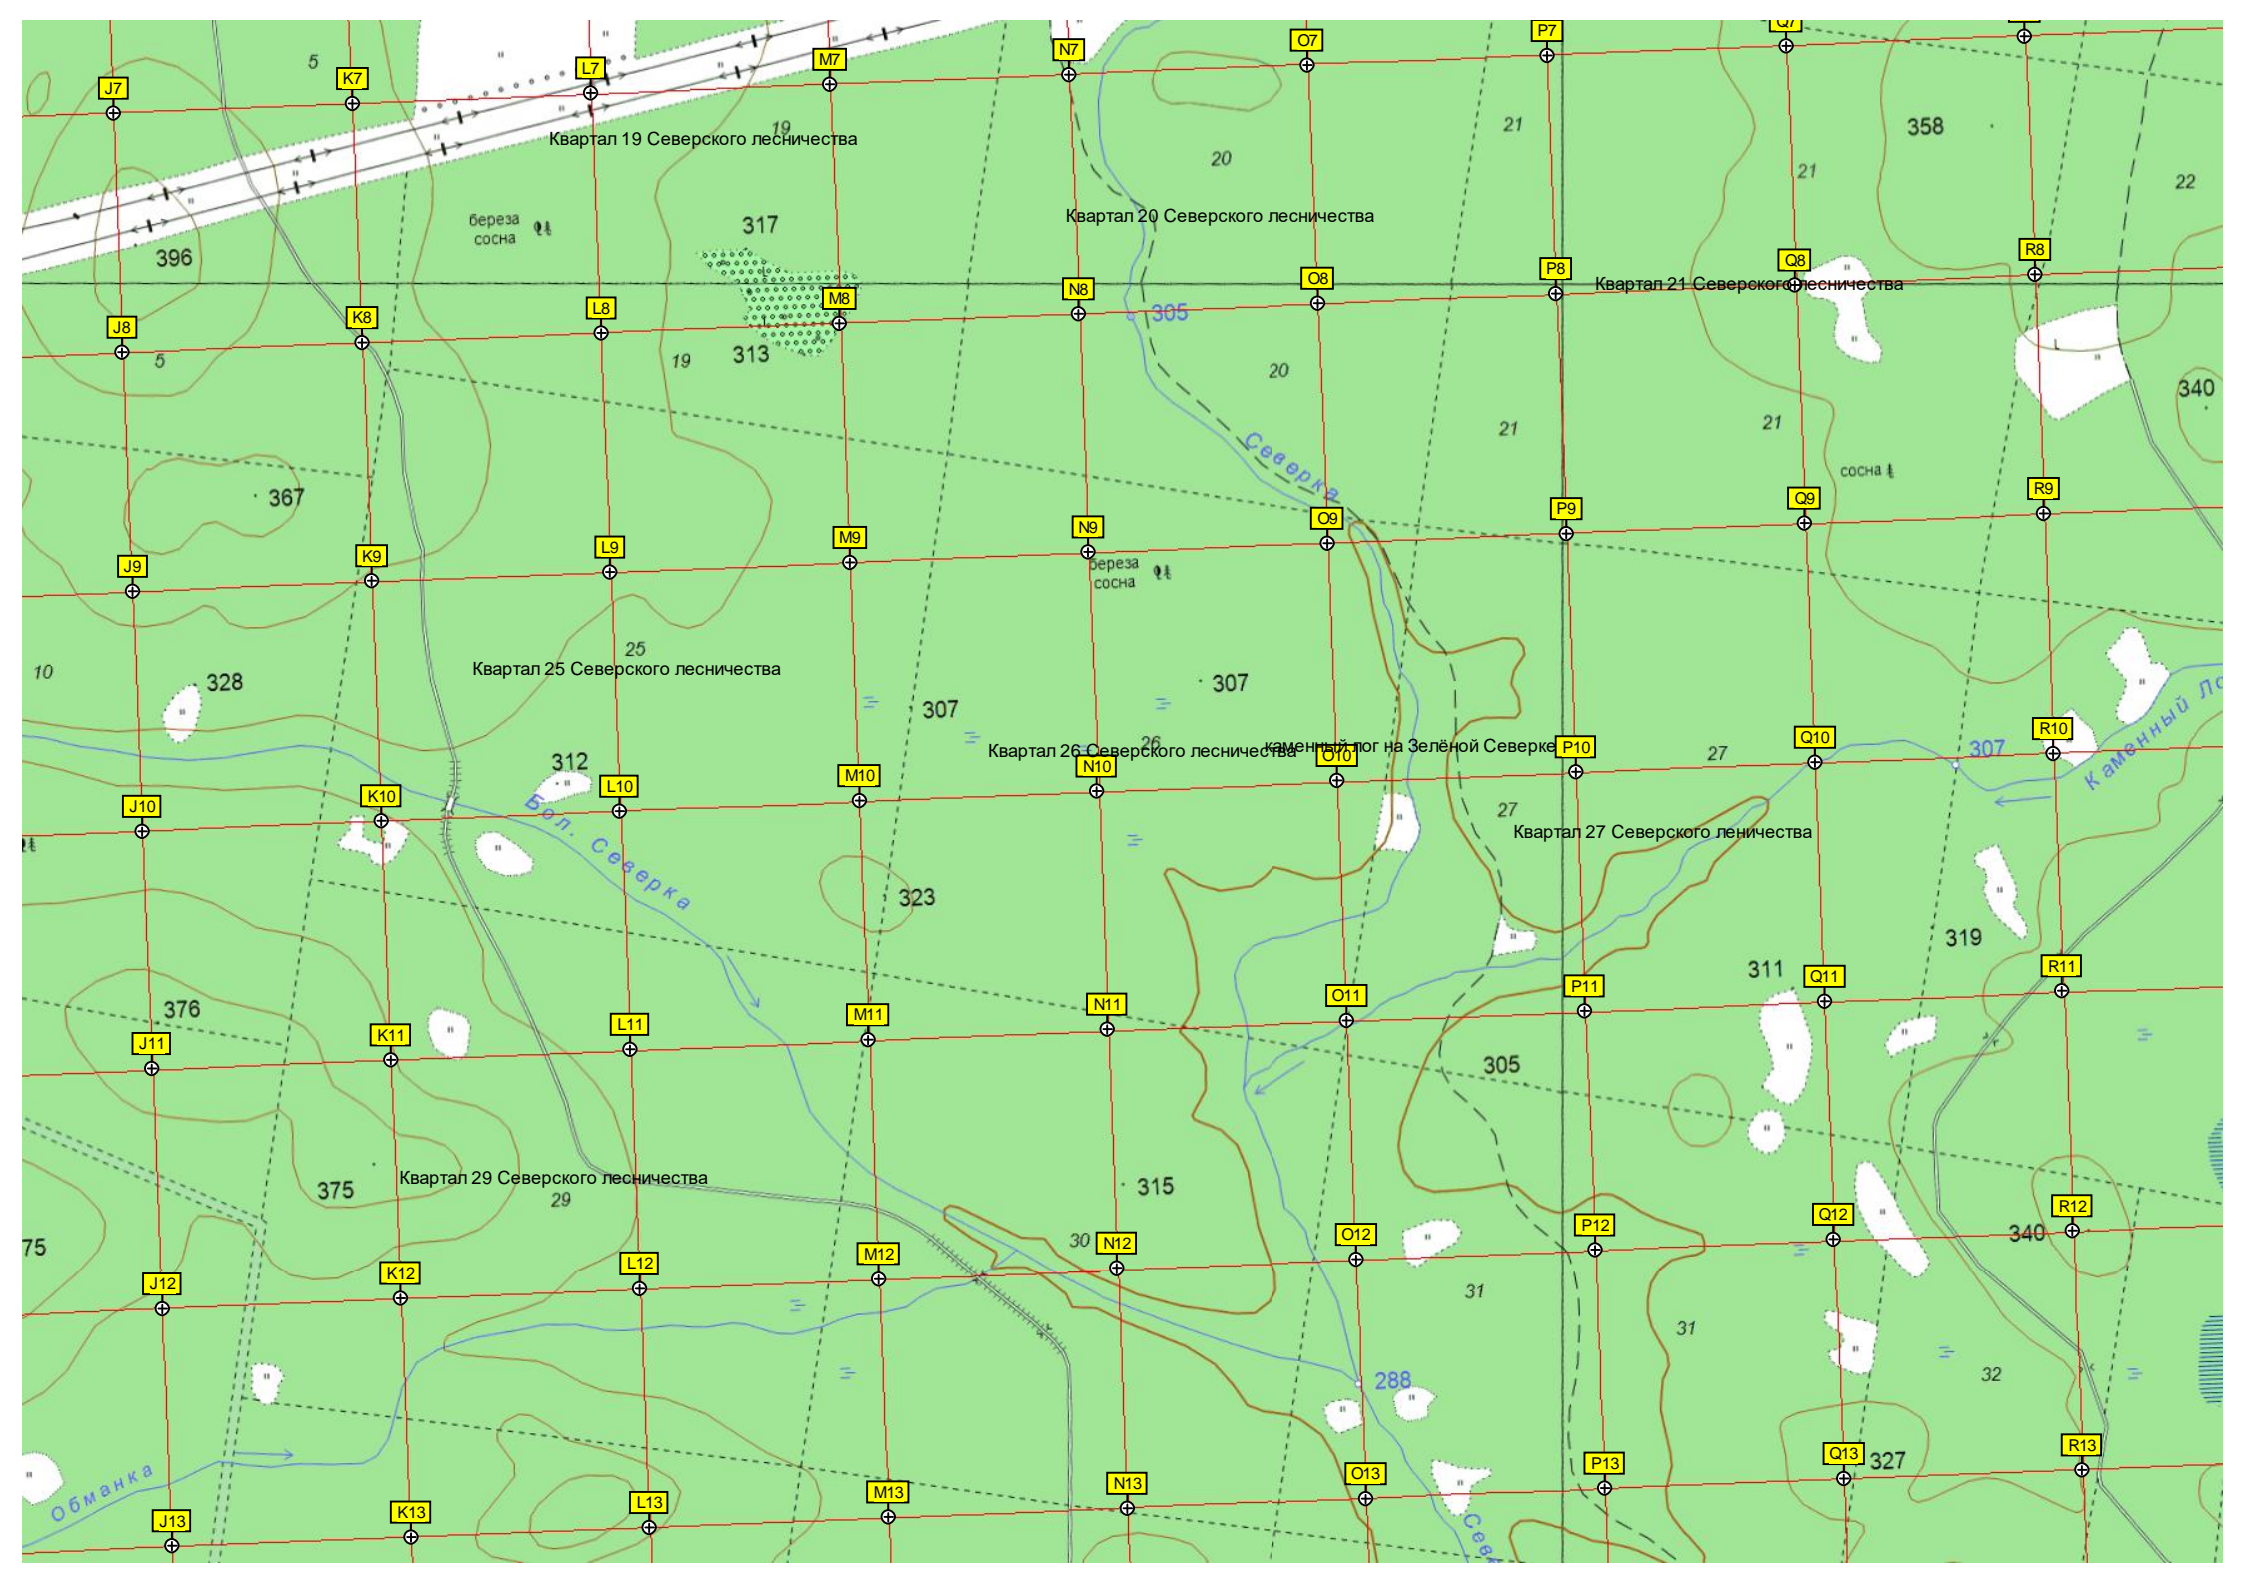 P7
Q7
O7
N7
M7
L7
K7
J7
5
19
Квартал 19 Северского лесничества
20
21
358
21
22
береза
сосна
317
Квартал 20 Северского лесничества
396
R8
Q8
P8
O8
N8
M8
L8
K8
J8
Квартал 21 Северского лесничества
305
5
19
313
20
340
21
21
Северка
сосна
367
R9
Q9
P9
O9
N9
M9
L9
K9
J9
береза
сосна
10
25
Квартал 25 Северского лесничества
328
307
307
Каменный Ло
26
Квартал 26 Северского лесничества
каменный лог на Зелёной Северке
27
307
R10
Q10
P10
O10
N10
M10
L10
K10
J10
312
Бол. Северка
27
Квартал 27 Северского леничества
323
319
311
R11
Q11
P11
O11
N11
M11
L11
K11
J11
376
305
375
Квартал 29 Северского лесничества
29
315
75
30
340
R12
Q12
P12
O12
N12
M12
L12
K12
J12
31
31
32
288
327
R13
Q13
P13
O13
N13
M13
L13
K13
J13
Обманка
Севе